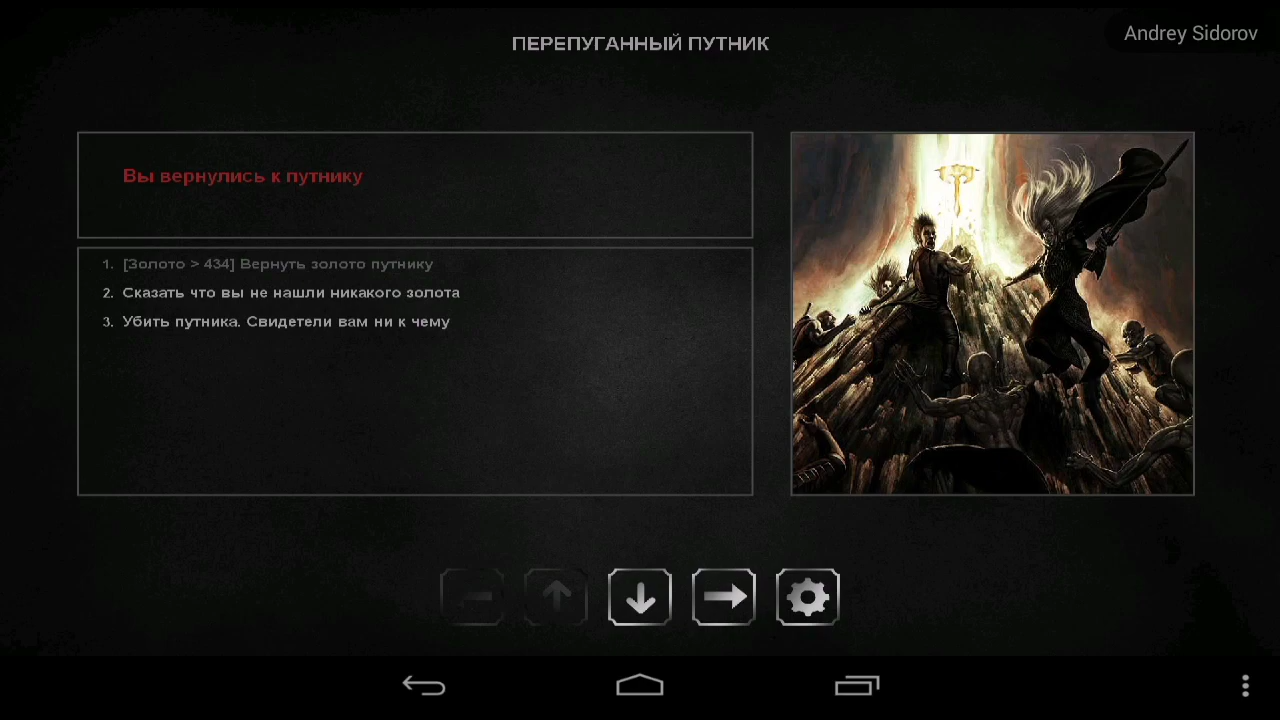 ПЕРЕПУГАННЫЙ ПУТНИК
Andrey Sidorov
Вы вернулись к путнику
1. [Золото > 434] Вернуть золото путнику
2. Сказать что вы не нашли никакого золота
3. Убить путника. Свидетели вам ни к чему